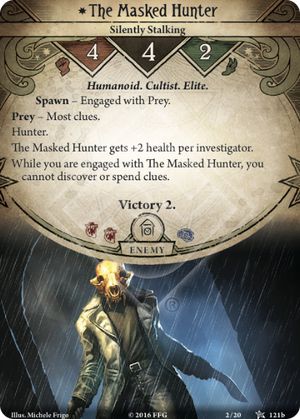 The Masked Hunter
Silently Stalking
4 4 2
Humanoid. Cultist. Elite.
Spawn – Engaged with Prey.
Prey – Most clues.
Hunter.
The Masked Hunter gets +2 health per investigator.
While you are engaged with The Masked Hunter, you
cannot discover or spend clues.
Victory 2.
ENEMY
®
Illus. Michele Frigo © 2016 FFG 2/20 121b